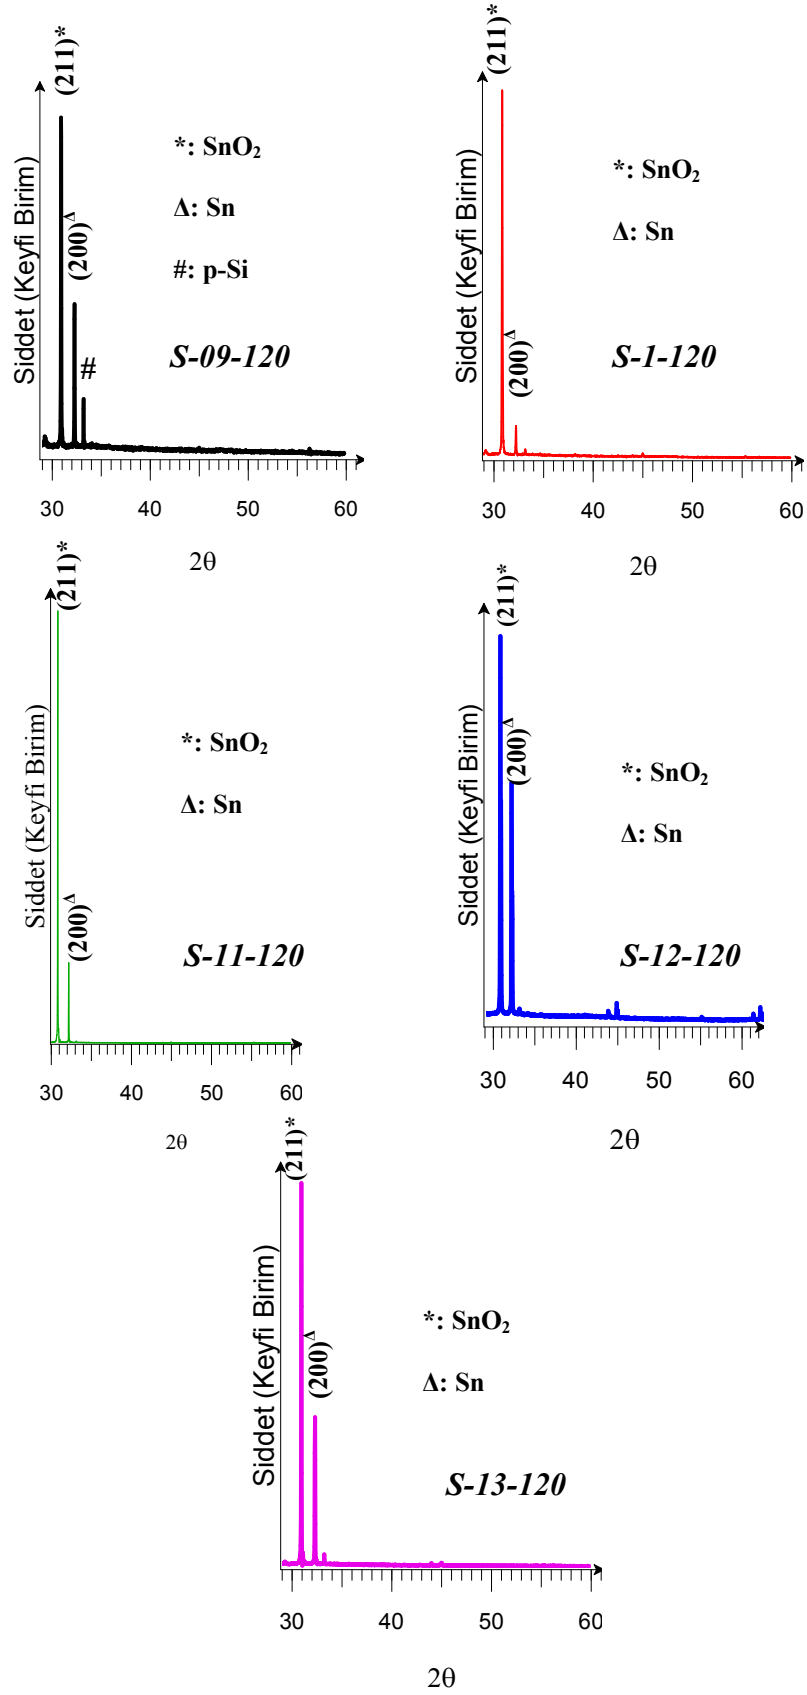 (211)*
Siddet (Keyfi Birim)
(200)Δ
#
*: SnO₂
Δ: Sn
#: p-Si
S-09-120
30 40 50 60
2θ
(211)*
Siddet (Keyfi Birim)
(200)Δ
*: SnO₂
Δ: Sn
S-1-120
30 40 50 60
2θ
(211)*
Siddet (Keyfi Birim)
(200)Δ
*: SnO₂
Δ: Sn
S-11-120
30 40 50 60
2θ
(211)*
Siddet (Keyfi Birim)
(200)Δ
*: SnO₂
Δ: Sn
S-12-120
30 40 50 60
2θ
(211)*
Siddet (Keyfi Birim)
(200)Δ
*: SnO₂
Δ: Sn
S-13-120
30 40 50 60
2θ